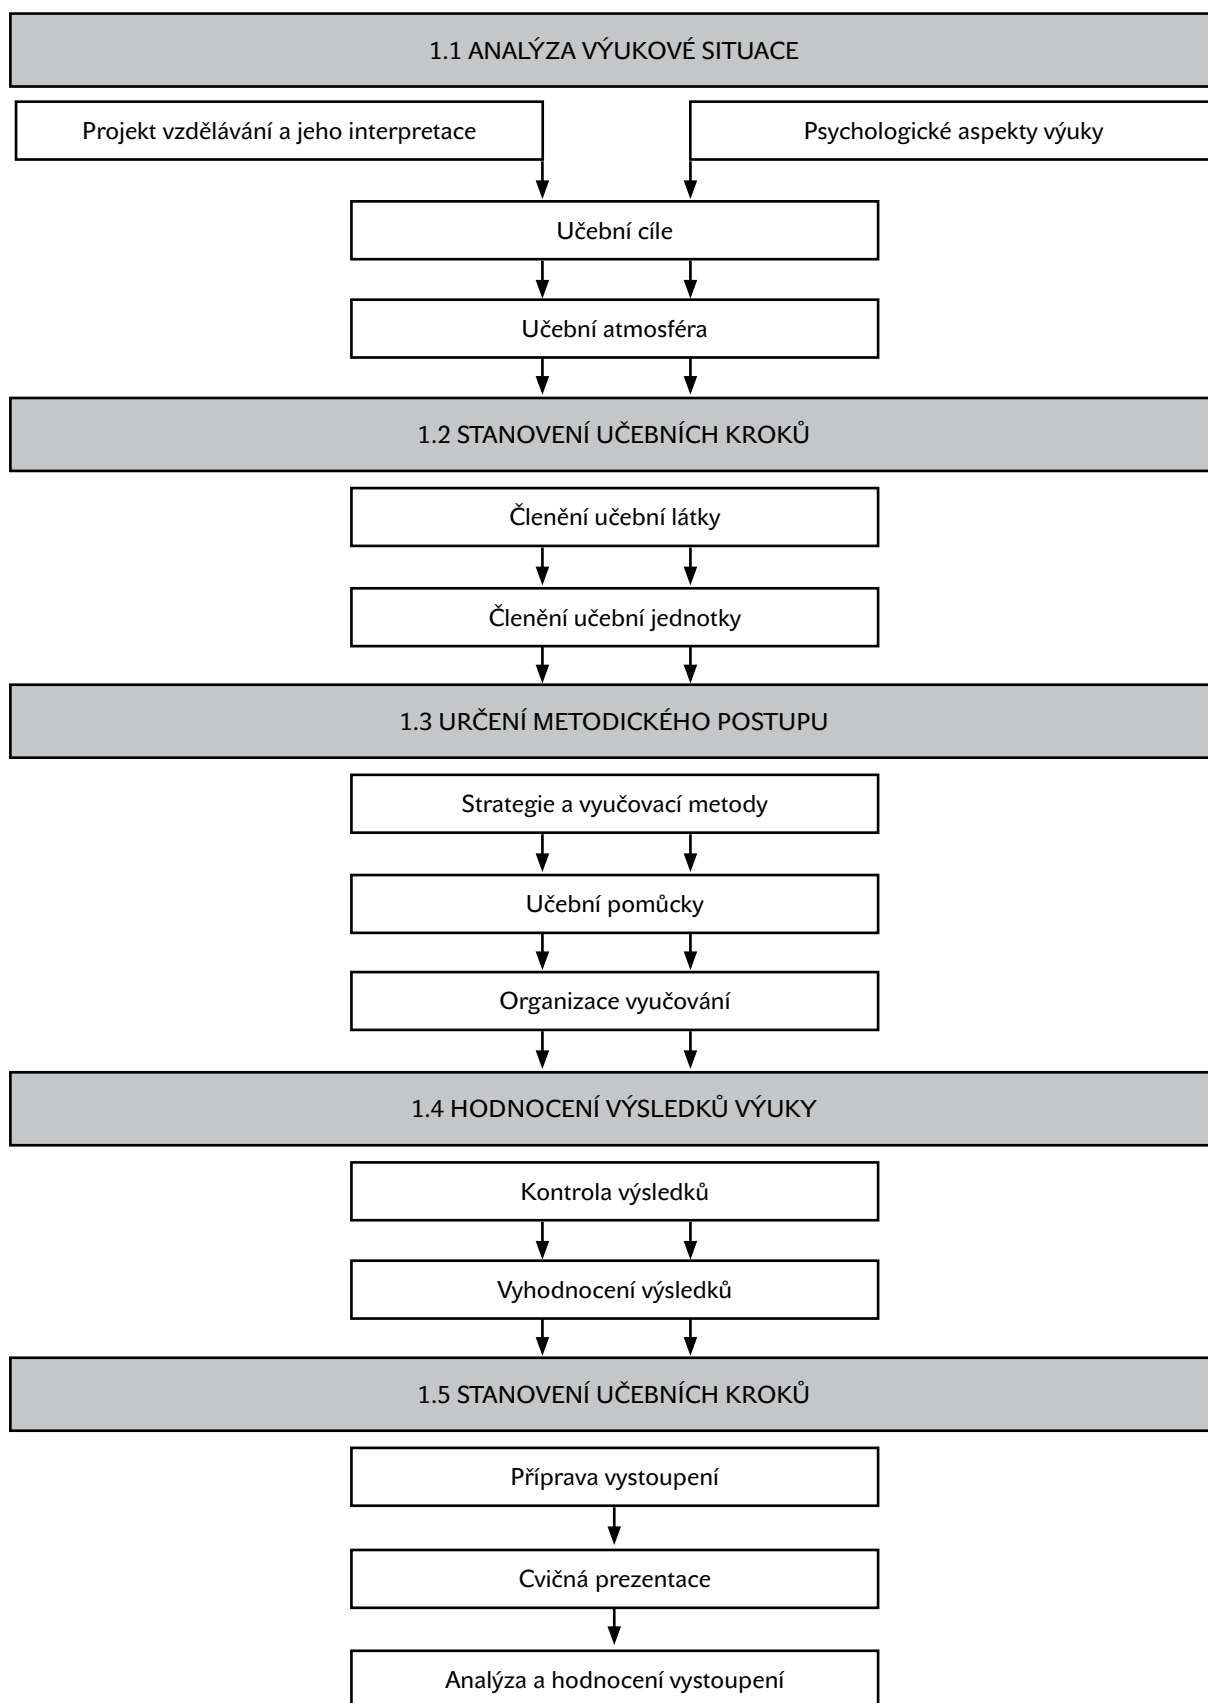 1.1 ANALÝZA VÝUKOVÉ SITUACE
Projekt vzdělávání a jeho interpretace
Psychologické aspekty výuky
Učební cíle
Učební atmosféra
1.2 STANOVENÍ UČEBNÍCH KROKŮ
Členění učební látky
Členění učební jednotky
1.3 URČENÍ METODICKÉHO POSTUPU
Strategie a vyučovací metody
Učební pomůcky
Organizace vyučování
1.4 HODNOCENÍ VÝSLEDKŮ VÝUKY
Kontrola výsledků
Vyhodnocení výsledků
1.5 STANOVENÍ UČEBNÍCH KROKŮ
Příprava vystoupení
Cvičná prezentace
Analýza a hodnocení vystoupení